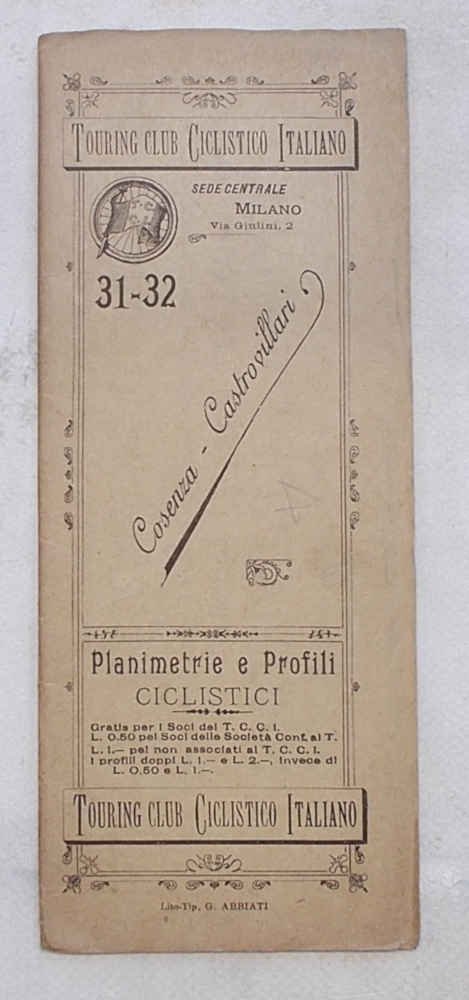 TOURING CLUB CICLISTICO ITALIANO
SEDE CENTRALE
MILANO
Via Giulini, 2
T. C.
C. I.
31-32
Cosenza - Castrovillari
Planimetrie e Profili
CICLISTICI
Gratis per i Soci del T. C. C. I.
L. 0.50 pei Soci delle Società Conf. al T.
L. 1.— pei non associati al T. C. C. I.
I profili doppi L. 1.— e L. 2.—, invece di
L. 0,50 e L. 1.—.
TOURING CLUB CICLISTICO ITALIANO
Lito-Tip, G. ABBIATI